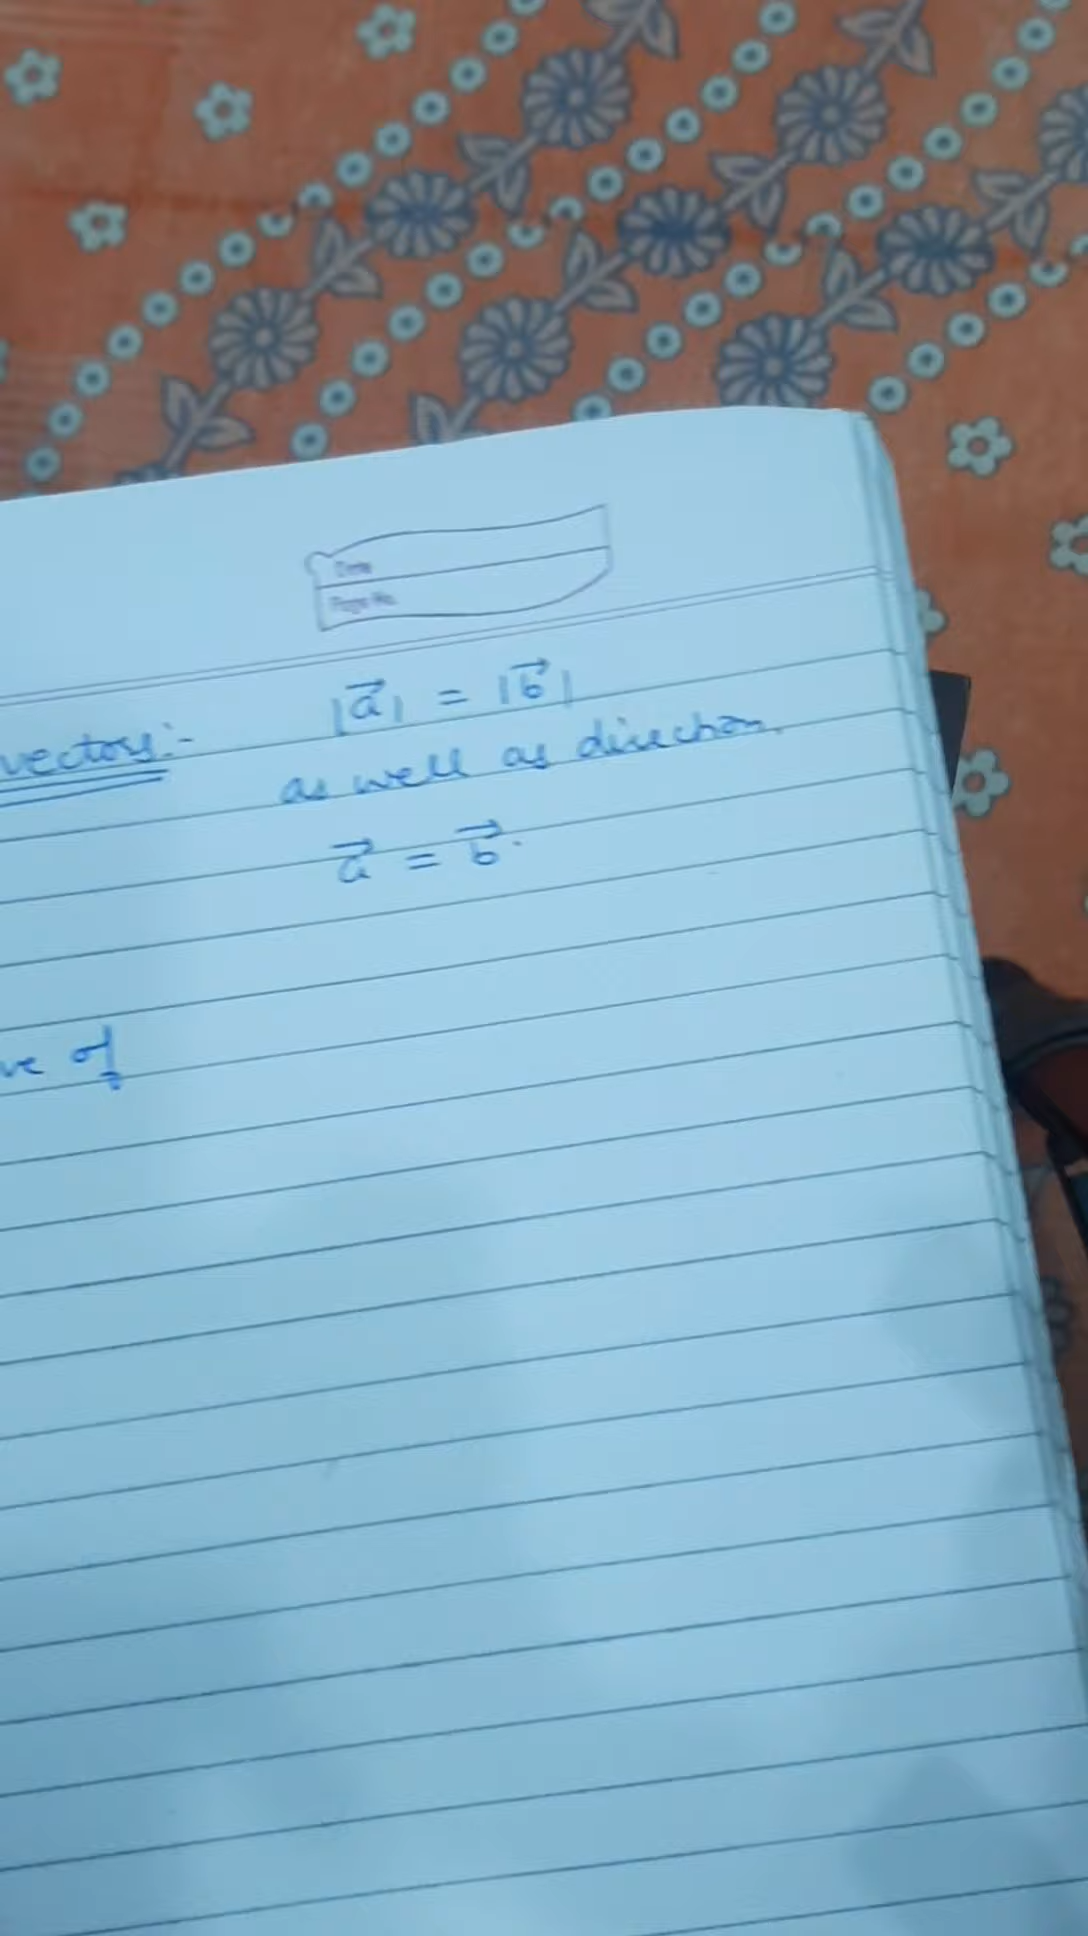 Date
Page No.
vectors:- |a⃗| = |b⃗|
as well as direction.
a⃗ = b⃗.
ve of